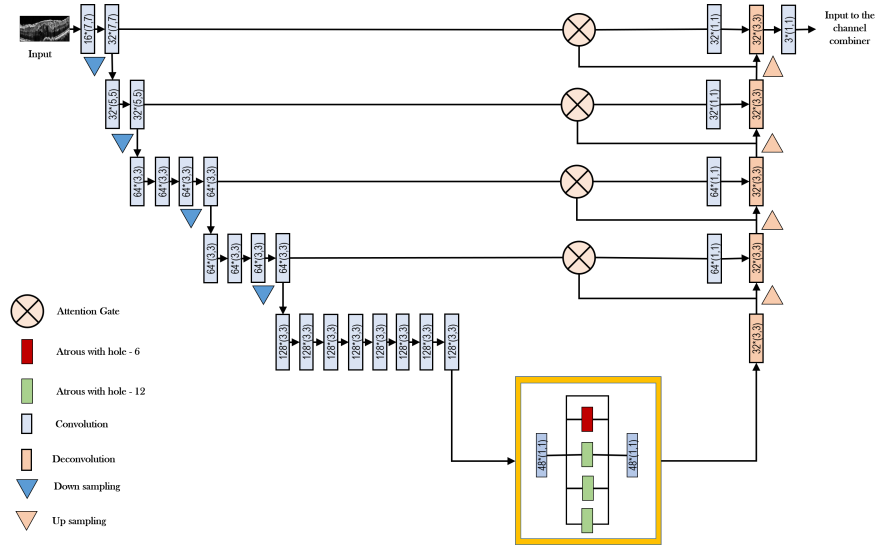 Input
16*(7,7)
32*(7,7)
32*(1,1)
32*(3,3)
3*(1,1)
Input to the
channel
combiner
32*(5,5)
32*(5,5)
32*(1,1)
32*(3,3)
64*(3,3)
64*(3,3)
64*(3,3)
64*(3,3)
64*(1,1)
32*(3,3)
64*(3,3)
64*(3,3)
64*(3,3)
64*(3,3)
64*(1,1)
32*(3,3)
128*(3,3)
128*(3,3)
128*(3,3)
128*(3,3)
128*(3,3)
128*(3,3)
128*(3,3)
128*(3,3)
32*(3,3)
48*(1,1)
48*(1,1)
Attention Gate
Atrous with hole - 6
Atrous with hole - 12
Convolution
Deconvolution
Down sampling
Up sampling